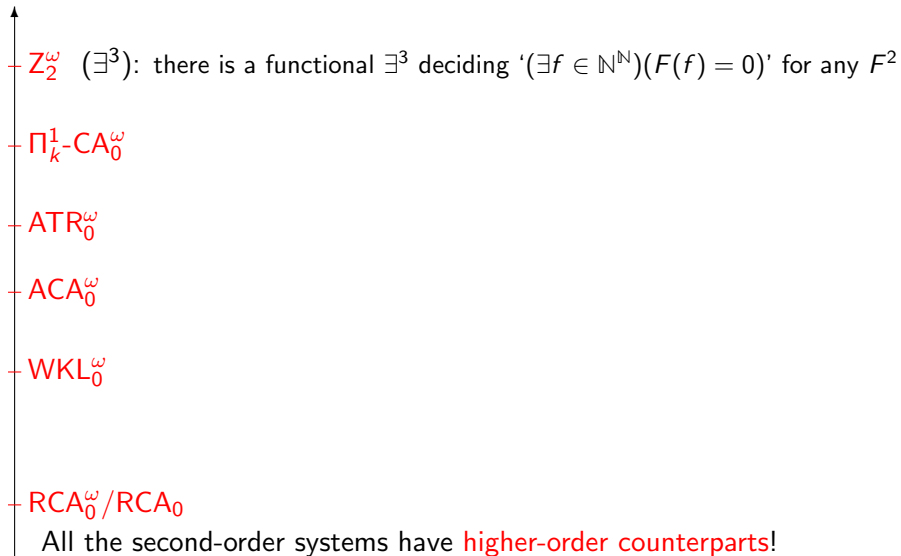 Z₂^ω (∃³): there is a functional ∃³ deciding ‘(∃f ∈ ℕ^ℕ)(F(f) = 0)’ for any F²
Π¹ₖ-CA₀^ω
ATR₀^ω
ACA₀^ω
WKL₀^ω
RCA₀^ω/RCA₀
All the second-order systems have higher-order counterparts!